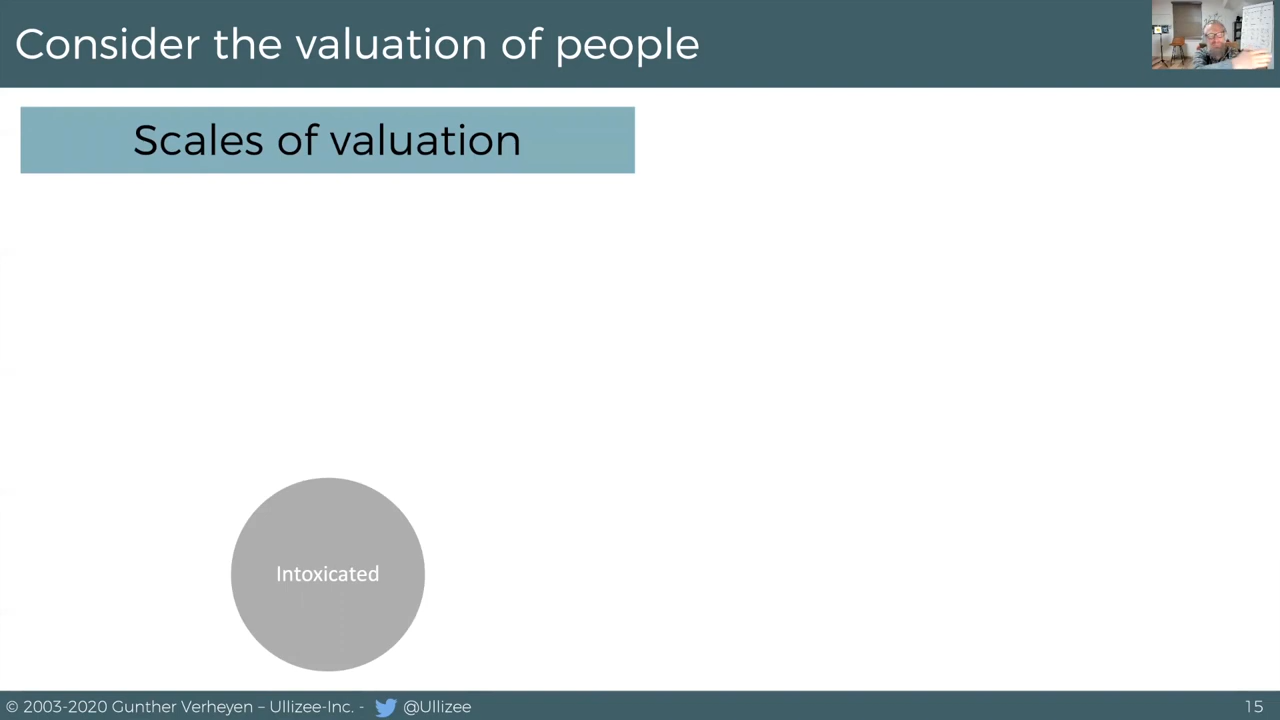 Consider the valuation of people
Scales of valuation
Intoxicated
© 2003-2020 Gunther Verheyen – Ullizee-Inc. - @Ullizee
15